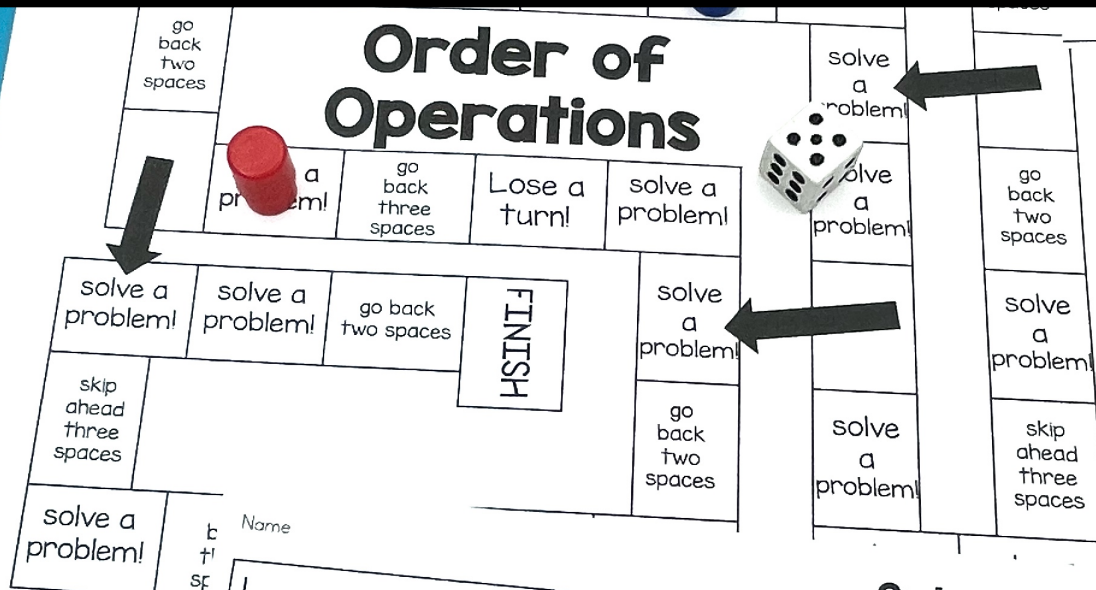 go
back
two
spaces
Order of
Operations
solve
a
problem!
a
problem!
go
back
three
spaces
Lose a
turn!
solve a
problem!
solve
a
problem!
go
back
two
spaces
solve a
problem!
solve a
problem!
go back
two spaces
FINISH
solve
a
problem!
solve
a
problem!
skip
ahead
three
spaces
go
back
two
spaces
solve
a
problem!
skip
ahead
three
spaces
solve a
problem!
Name